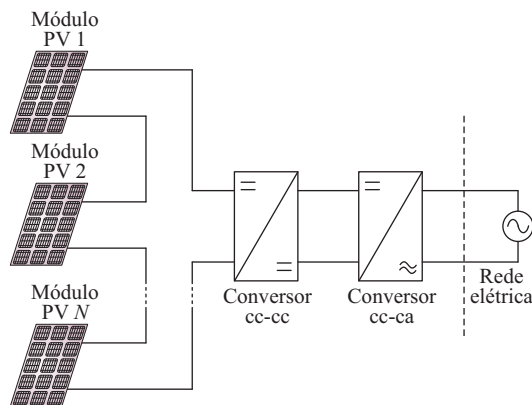 Módulo
PV 1
Módulo
PV 2
Módulo
PV N
Conversor
cc-cc
Conversor
cc-ca
Rede
elétrica